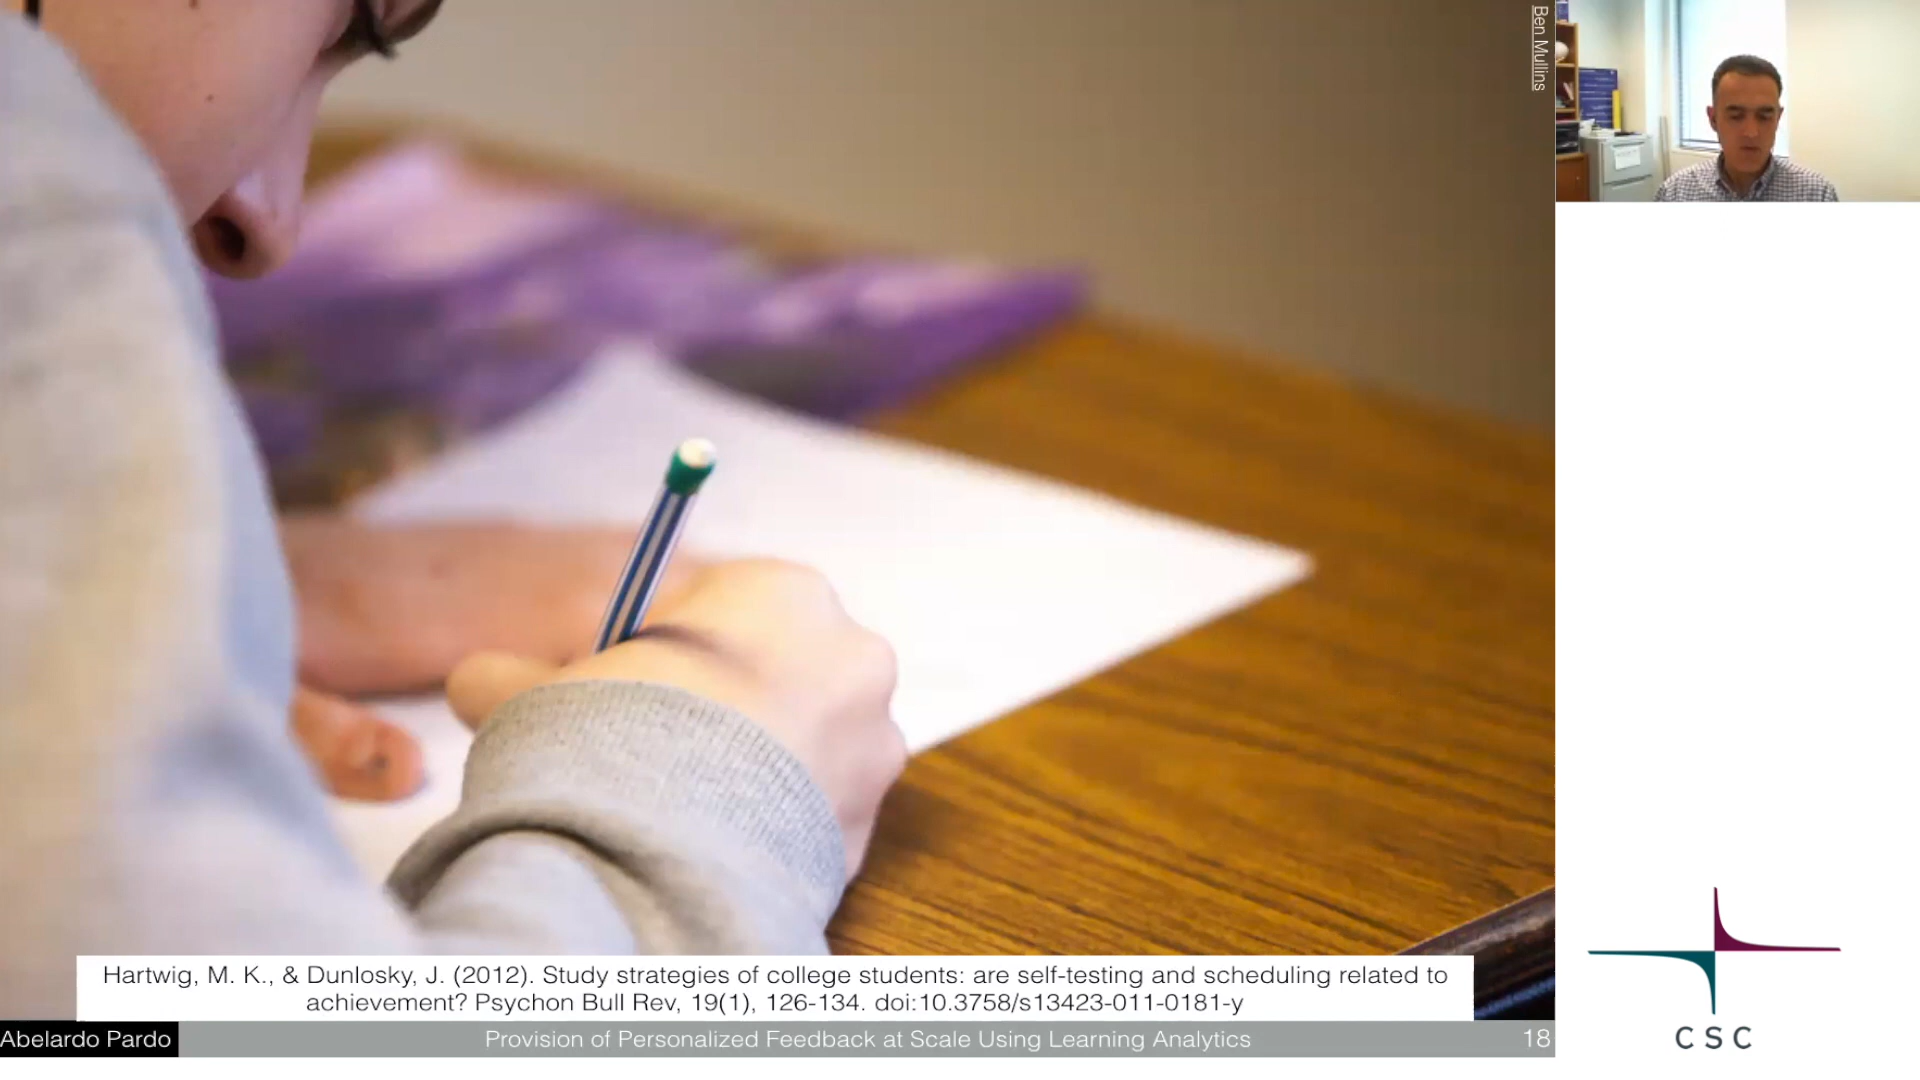 Ben Mullins
Hartwig, M. K., & Dunlosky, J. (2012). Study strategies of college students: are self-testing and scheduling related to
achievement? Psychon Bull Rev, 19(1), 126-134. doi:10.3758/s13423-011-0181-y
Abelardo Pardo
Provision of Personalized Feedback at Scale Using Learning Analytics
18
CSC